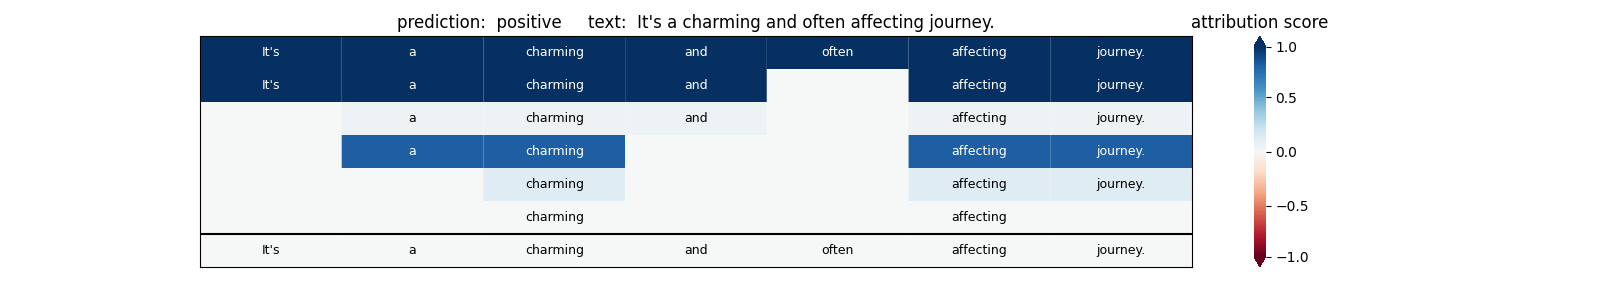 prediction: positive text: It's a charming and often affecting journey.
attribution score
It's a charming and often affecting journey.
It's a charming and affecting journey.
a charming and affecting journey.
a charming affecting journey.
charming affecting journey.
charming affecting
It's a charming and often affecting journey.
1.0
0.5
0.0
−0.5
−1.0